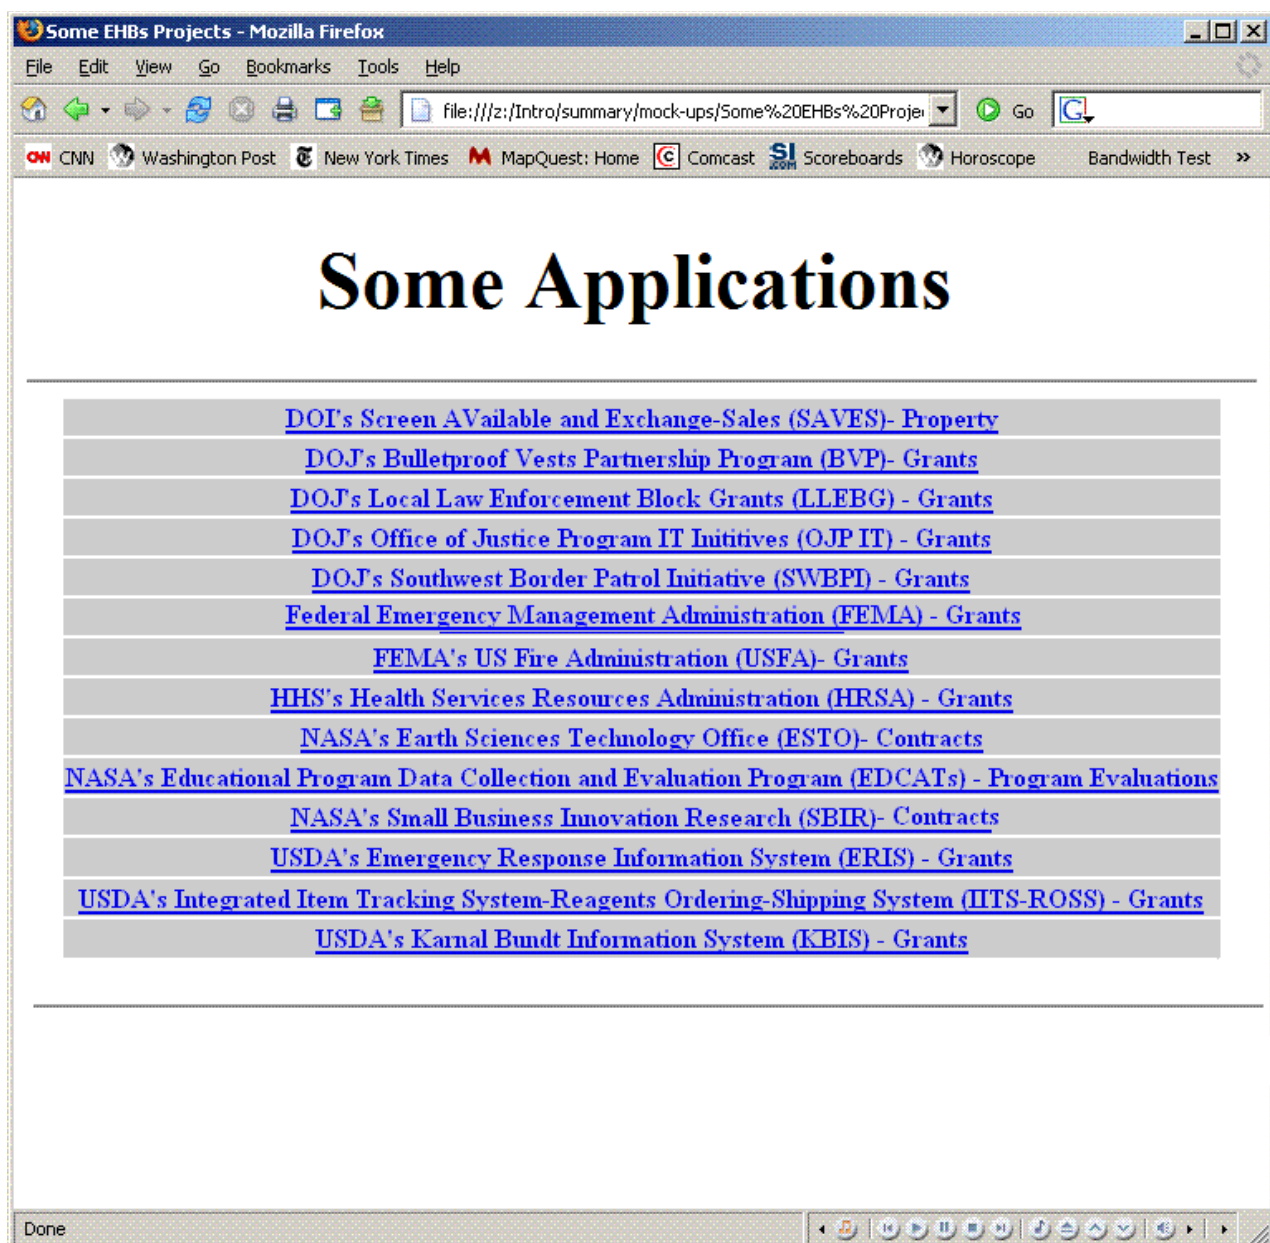 Some EHBs Projects - Mozilla Firefox
File Edit View Go Bookmarks Tools Help
file:///z:/Intro/summary/mock-ups/Some%20EHBs%20Proje Go G
CNN Washington Post New York Times MapQuest: Home Comcast SI.COM Scoreboards Horoscope Bandwidth Test »
Some Applications
DOI's Screen AVailable and Exchange-Sales (SAVES)- Property
DOJ's Bulletproof Vests Partnership Program (BVP)- Grants
DOJ's Local Law Enforcement Block Grants (LLEBG) - Grants
DOJ's Office of Justice Program IT Inititives (OJP IT) - Grants
DOJ's Southwest Border Patrol Initiative (SWBPI) - Grants
Federal Emergency Management Administration (FEMA) - Grants
FEMA's US Fire Administration (USFA)- Grants
HHS's Health Services Resources Administration (HRSA) - Grants
NASA's Earth Sciences Technology Office (ESTO)- Contracts
NASA's Educational Program Data Collection and Evaluation Program (EDCATs) - Program Evaluations
NASA's Small Business Innovation Research (SBIR)- Contracts
USDA's Emergency Response Information System (ERIS) - Grants
USDA's Integrated Item Tracking System-Reagents Ordering-Shipping System (IITS-ROSS) - Grants
USDA's Karnal Bundt Information System (KBIS) - Grants
Done